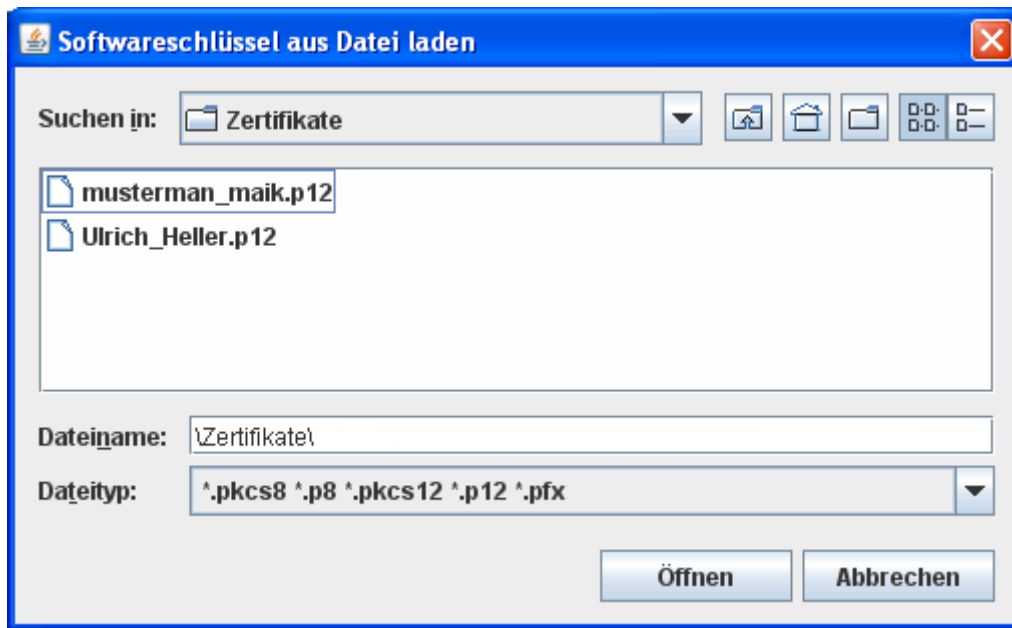 Softwareschlüssel aus Datei laden
Suchen in: Zertifikate
musterman_maik.p12
Ulrich_Heller.p12
Dateiname: \Zertifikate\
Dateityp: *.pkcs8 *.p8 *.pkcs12 *.p12 *.pfx
Öffnen Abbrechen